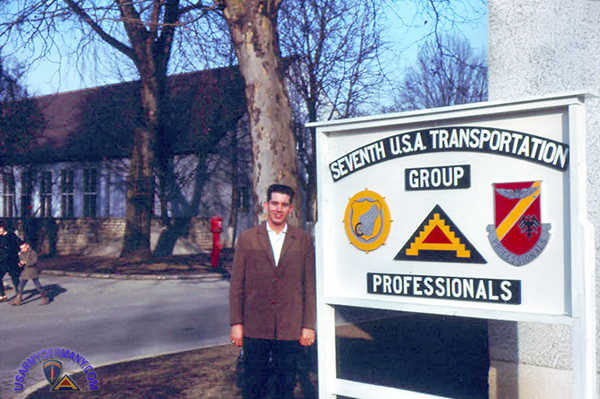 SEVENTH U.S.A. TRANSPORTATION
GROUP
PROFESSIONALS
USARMYGERMANY.COM